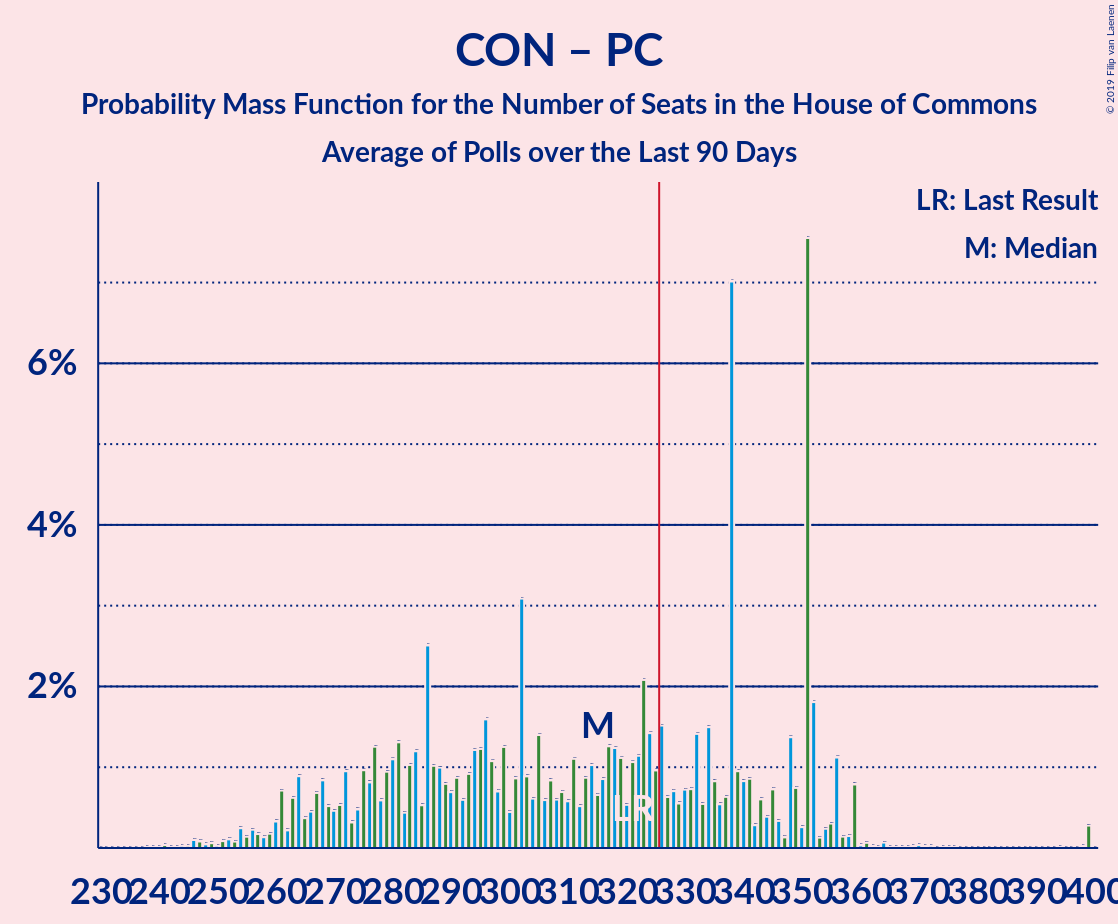 CON – PC
Probability Mass Function for the Number of Seats in the House of Commons
Average of Polls over the Last 90 Days
© 2019 Filip van Laenen
LR: Last Result
M: Median
6%
4%
2%
M
LR
230 240 250 260 270 280 290 300 310 320 330 340 350 360 370 380 390 400